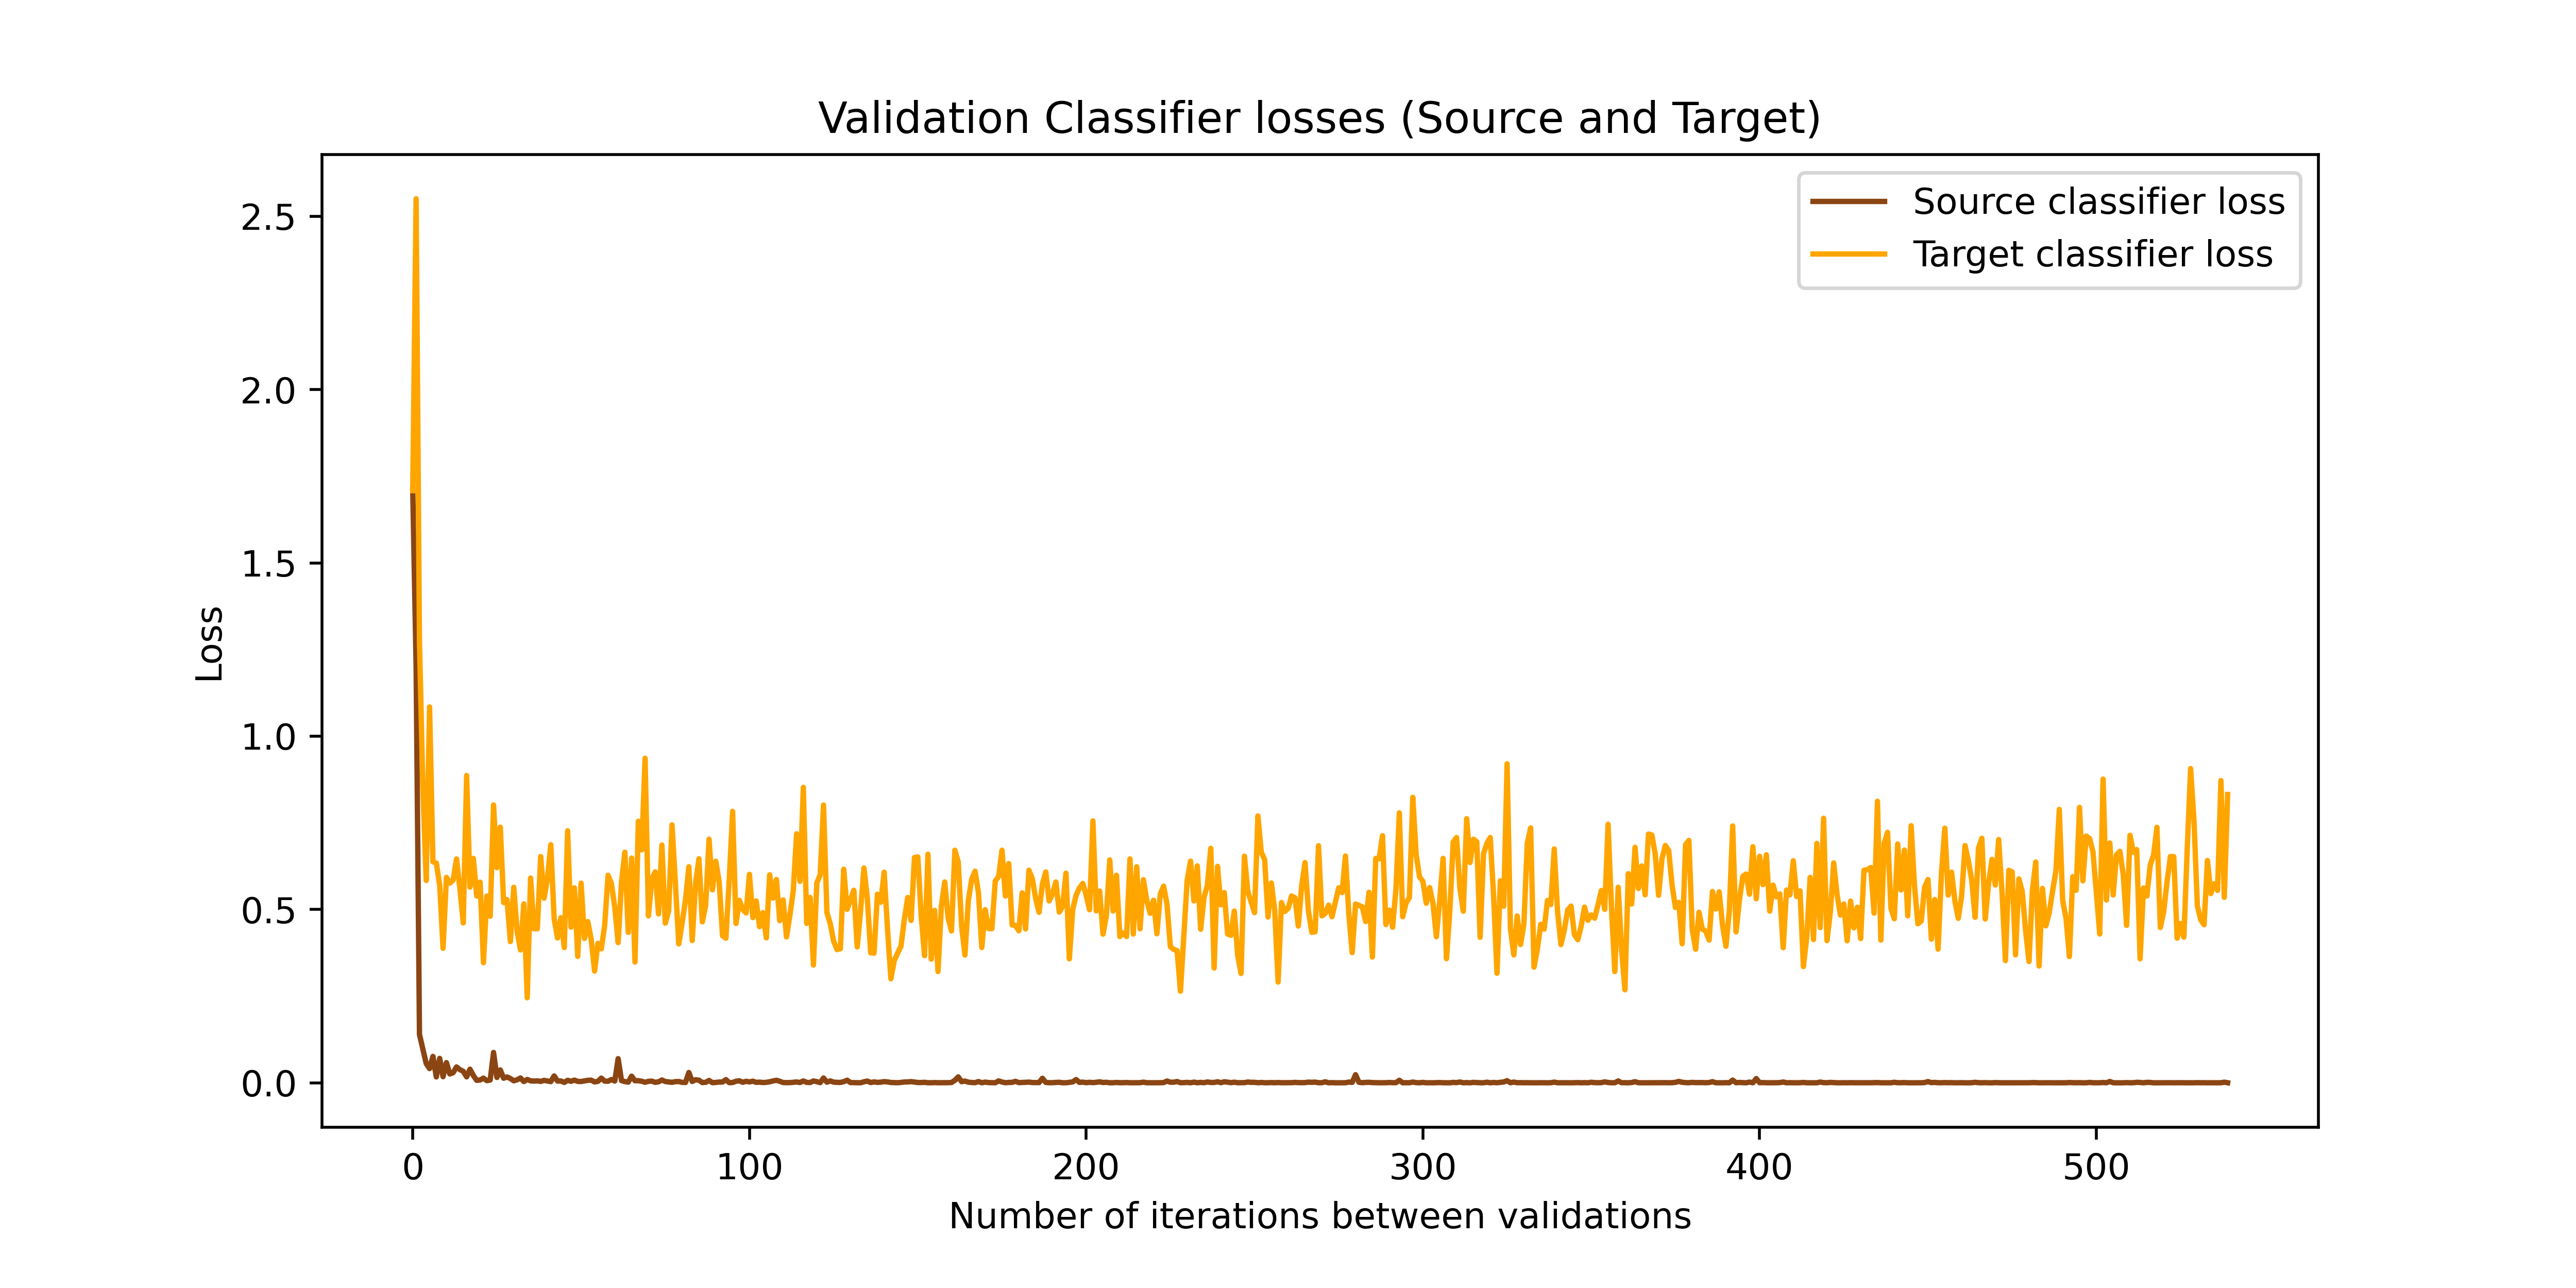 Validation Classifier losses (Source and Target)
Source classifier loss
Target classifier loss
2.5
2.0
1.5
1.0
0.5
0.0
Loss
0 100 200 300 400 500
Number of iterations between validations